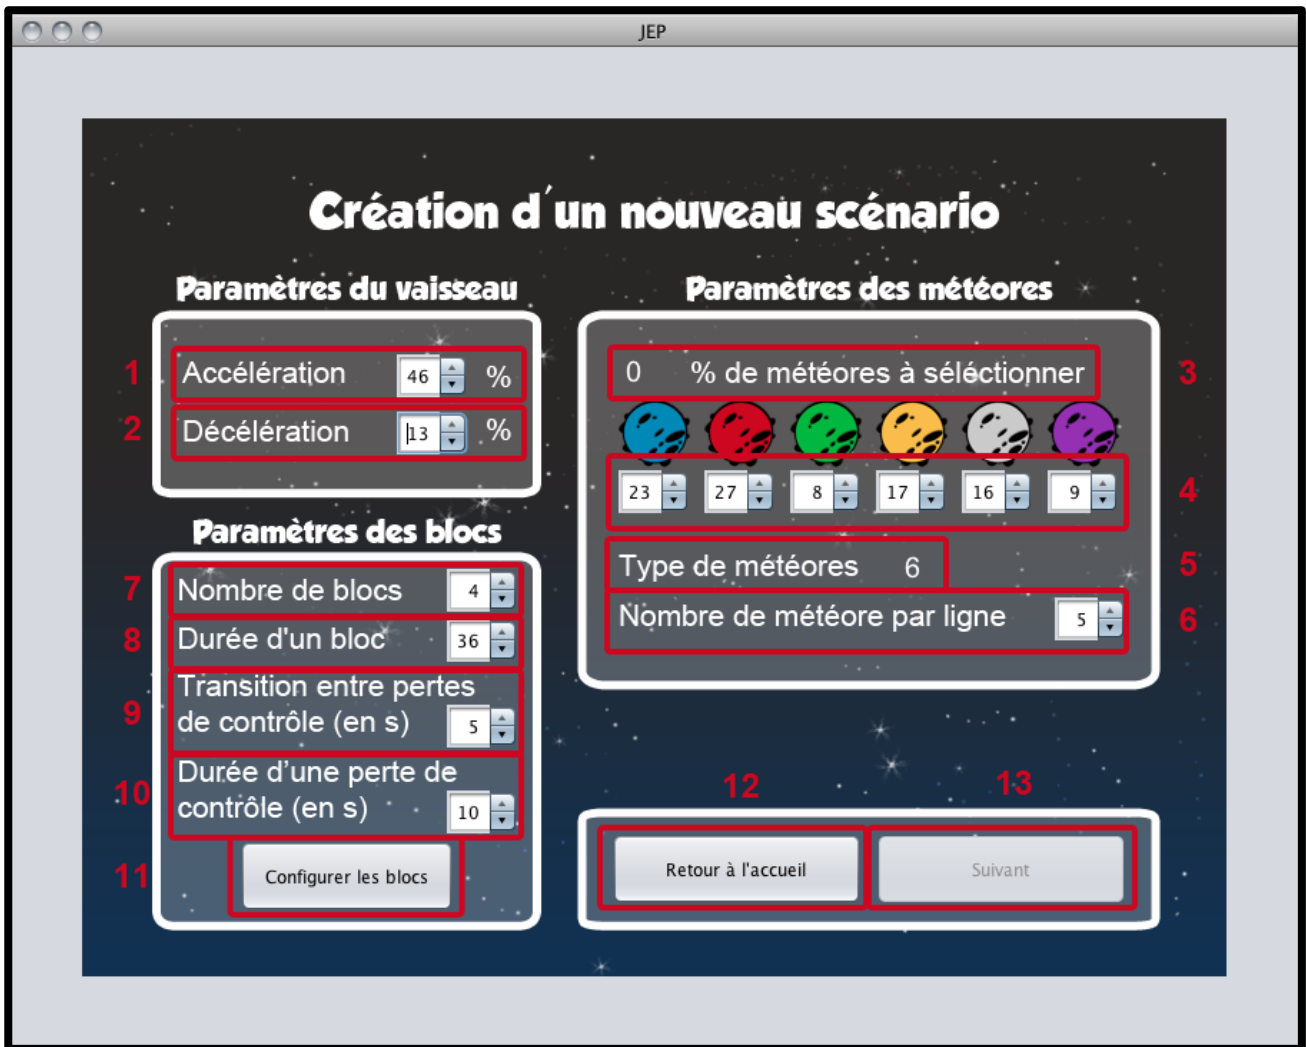 JEP
Création d'un nouveau scénario
Paramètres du vaisseau
1 Accélération 46 %
2 Décélération 13 %
Paramètres des météores
0 % de météores à séléctionner 3
23 27 8 17 16 9 4
Type de météores 6 5
Nombre de météore par ligne 5 6
Paramètres des blocs
7 Nombre de blocs 4
8 Durée d'un bloc 36
Transition entre pertes
9 de contrôle (en s) 5
Durée d'une perte de
10 contrôle (en s) 10
11 Configurer les blocs
12 13
Retour à l'accueil Suivant